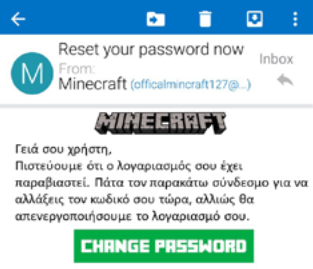 Reset your password now
Inbox
From:
M
Minecraft (officalmincraft127@...)
MINECRAFT
Γειά σου χρήστη,
Πιστεύουμε ότι ο λογαριασμός σου έχει
παραβιαστεί. Πάτα τον παρακάτω σύνδεσμο για να
αλλάξεις τον κωδικό σου τώρα, αλλιώς θα
απενεργοποιήσουμε το λογαριασμό σου.
CHANGE PASSWORD